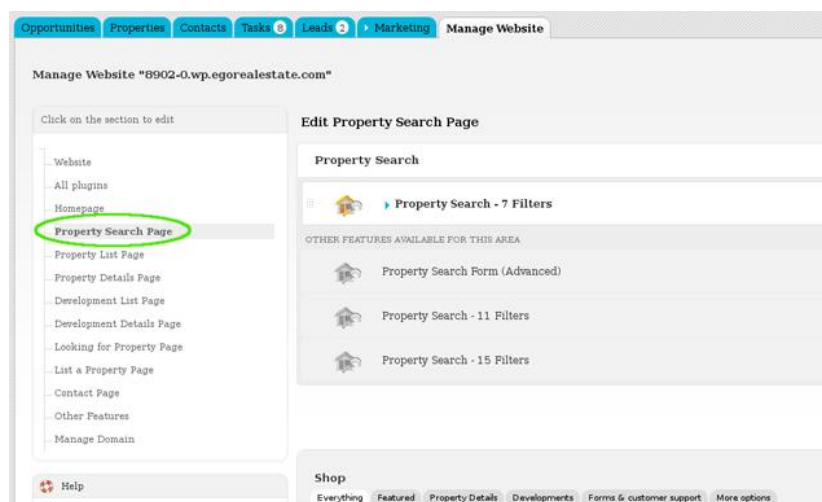 Opportunities Properties Contacts Tasks 8 Leads 2 Marketing Manage Website
Manage Website "8902-0.wp.egorealestate.com"
Click on the section to edit
Website
All plugins
Homepage
Property Search Page
Property List Page
Property Details Page
Development List Page
Development Details Page
Looking for Property Page
List a Property Page
Contact Page
Other Features
Manage Domain
Help
Edit Property Search Page
Property Search
Property Search - 7 Filters
OTHER FEATURES AVAILABLE FOR THIS AREA
Property Search Form (Advanced)
Property Search - 11 Filters
Property Search - 15 Filters
Shop
Everything Featured Property Details Developments Forms & customer support More options